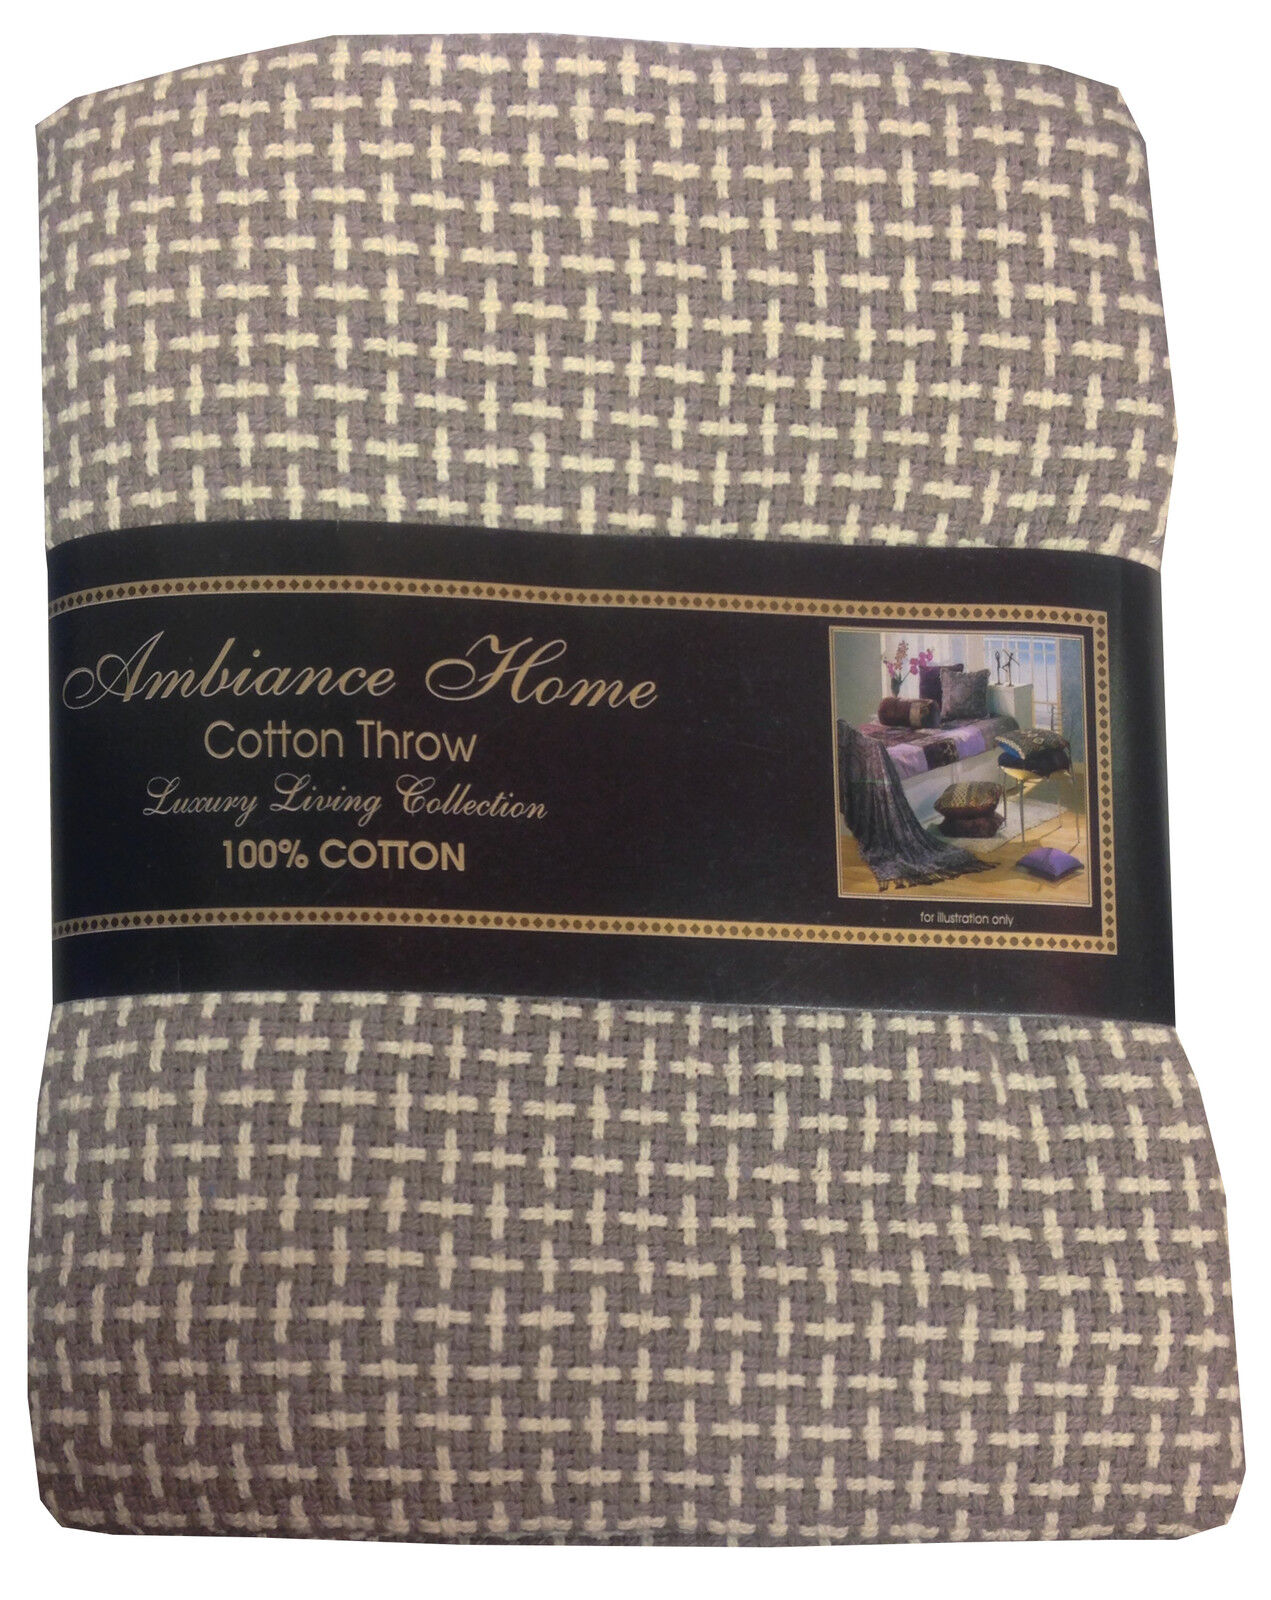 Ambiance Home
Cotton Throw
Luxury Living Collection
100% COTTON
for illustration only